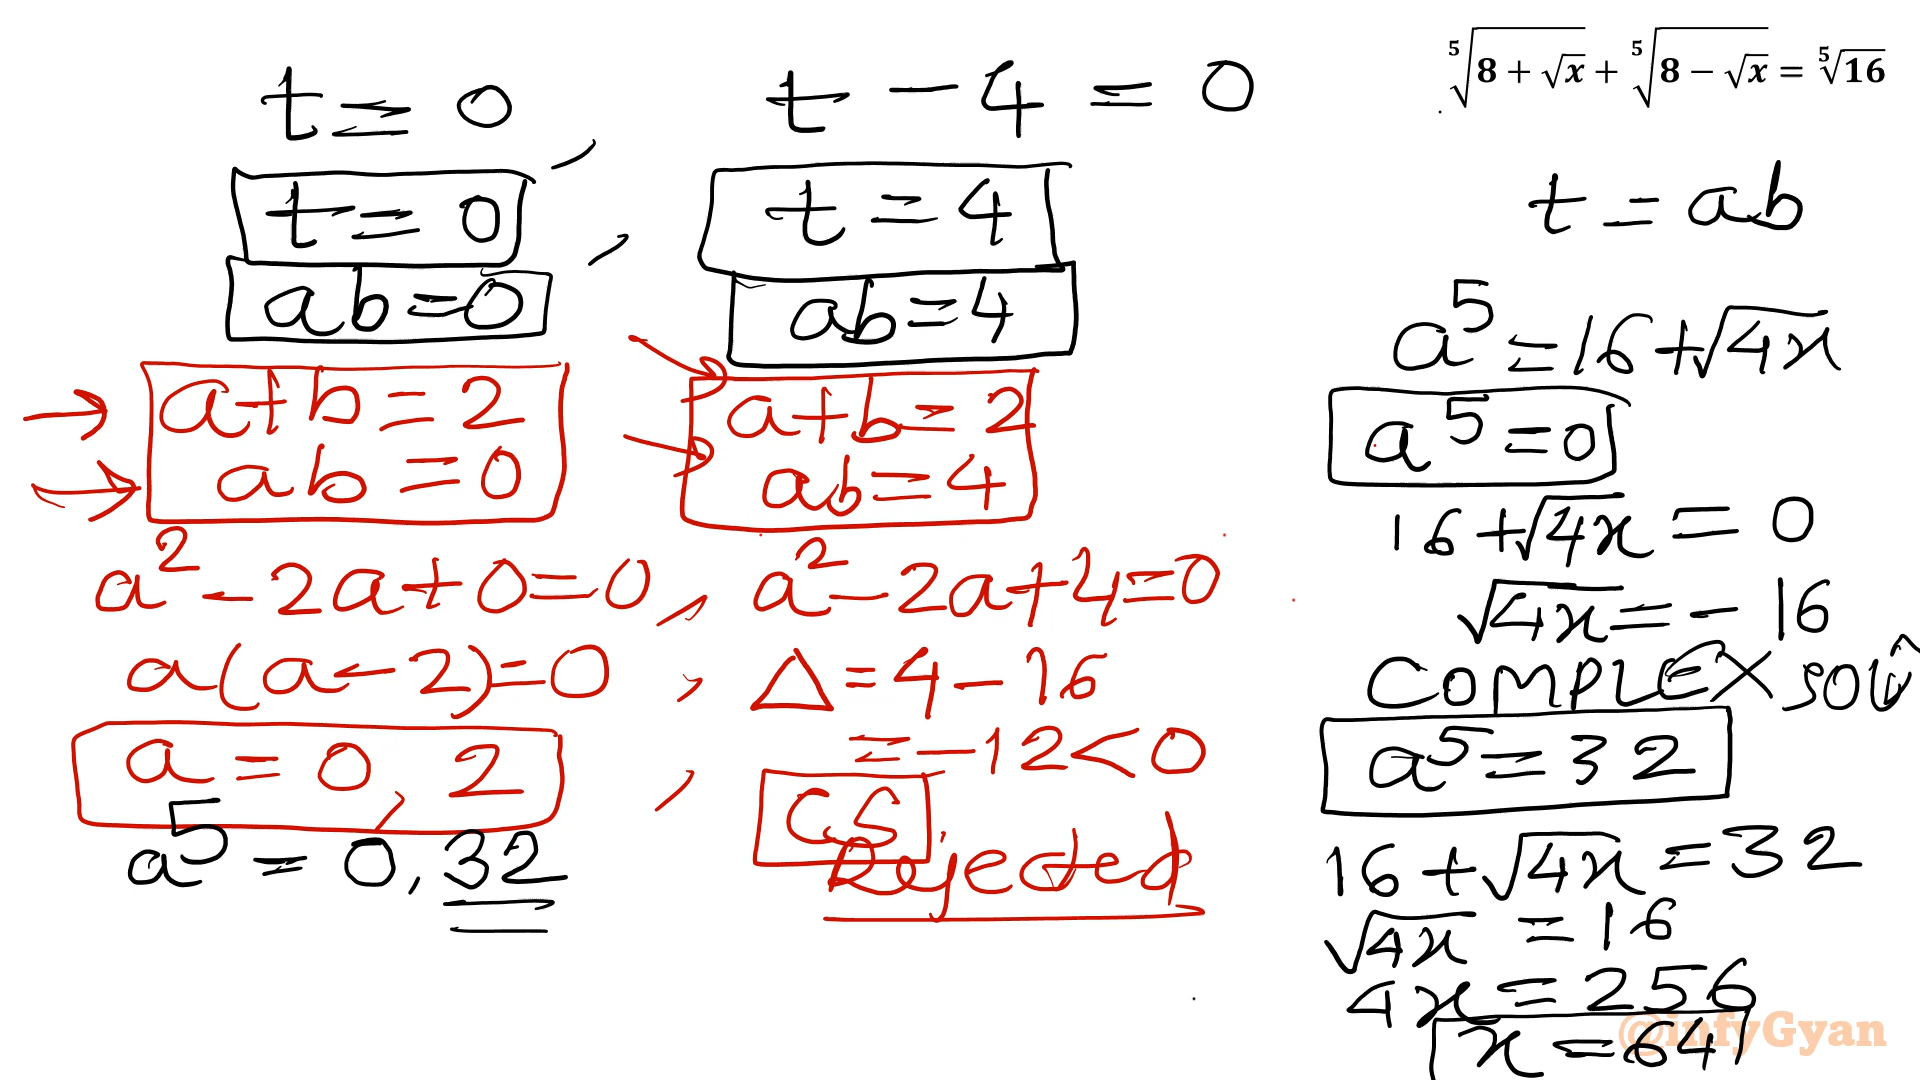 ⁵√(8 + √x) + ⁵√(8 − √x) = ⁵√16
t = 0 , t − 4 = 0
t = 0 , t = 4
ab = 0 ab = 4
a + b = 2 a + b = 2
ab = 0 ab = 4
a² − 2a + 0 = 0 , a² − 2a + 4 = 0
a(a − 2) = 0 , Δ = 4 − 16
= −12 < 0
a = 0, 2 , CS
Rejected
a⁵ = 0, 32
t = ab
a⁵ = 16 + √4x
a⁵ = 0
16 + √4x = 0
√4x = −16
COMPLEX SOLⁿ
a⁵ = 32
16 + √4x = 32
√4x = 16
4x = 256
x = 64
@infyGyan